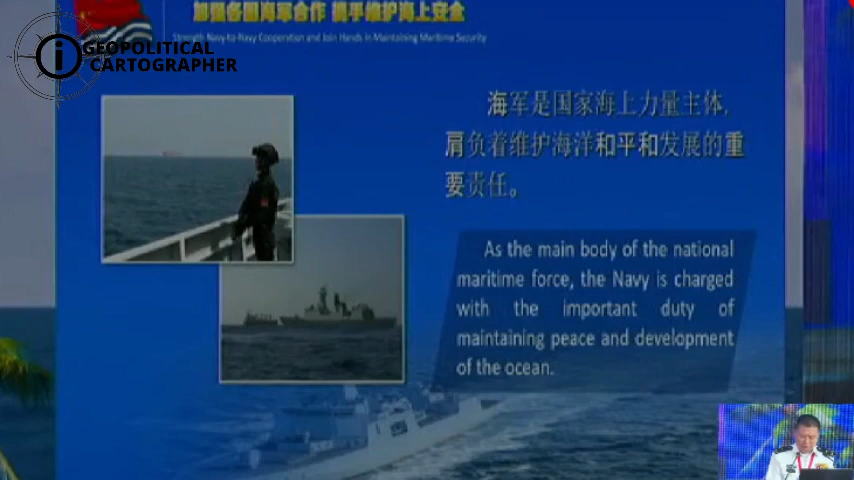 加强各国海军合作 携手维护海上安全
Strength Navy-to-Navy Cooperation and Join Hands in Maintaining Maritime Security
GEOPOLITICAL
CARTOGRAPHER
海军是国家海上力量主体,
肩负着维护海洋和平和发展的重
要责任。
As the main body of the national
maritime force, the Navy is charged
with the important duty of
maintaining peace and development
of the ocean.